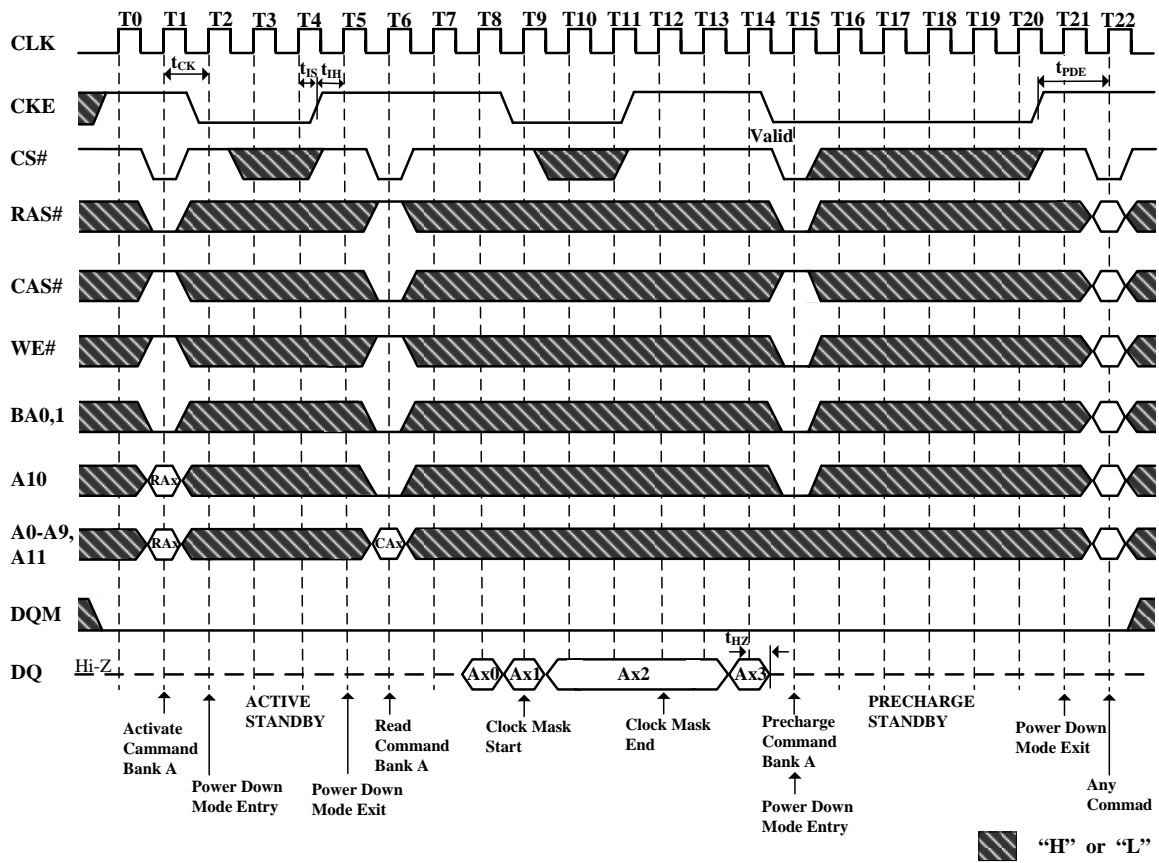 T0 T1 T2 T3 T4 T5 T6 T7 T8 T9 T10 T11 T12 T13 T14 T15 T16 T17 T18 T19 T20 T21 T22
CLK
tCK
tIS
tIH
tPDE
CKE
Valid
CS#
RAS#
CAS#
WE#
BA0,1
A10
RAx
A0-A9,
A11
RAx
CAx
DQM
tHZ
DQ
Hi-Z
Ax0
Ax1
Ax2
Ax3
ACTIVE
STANDBY
PRECHARGE
STANDBY
Activate
Cammand
Bank A
Read
Command
Bank A
Clock Mask
Start
Clock Mask
End
Precharge
Command
Bank A
Power Down
Mode Exit
Power Down
Mode Entry
Power Down
Mode Exit
Power Down
Mode Entry
Any
Commad
“H” or “L”